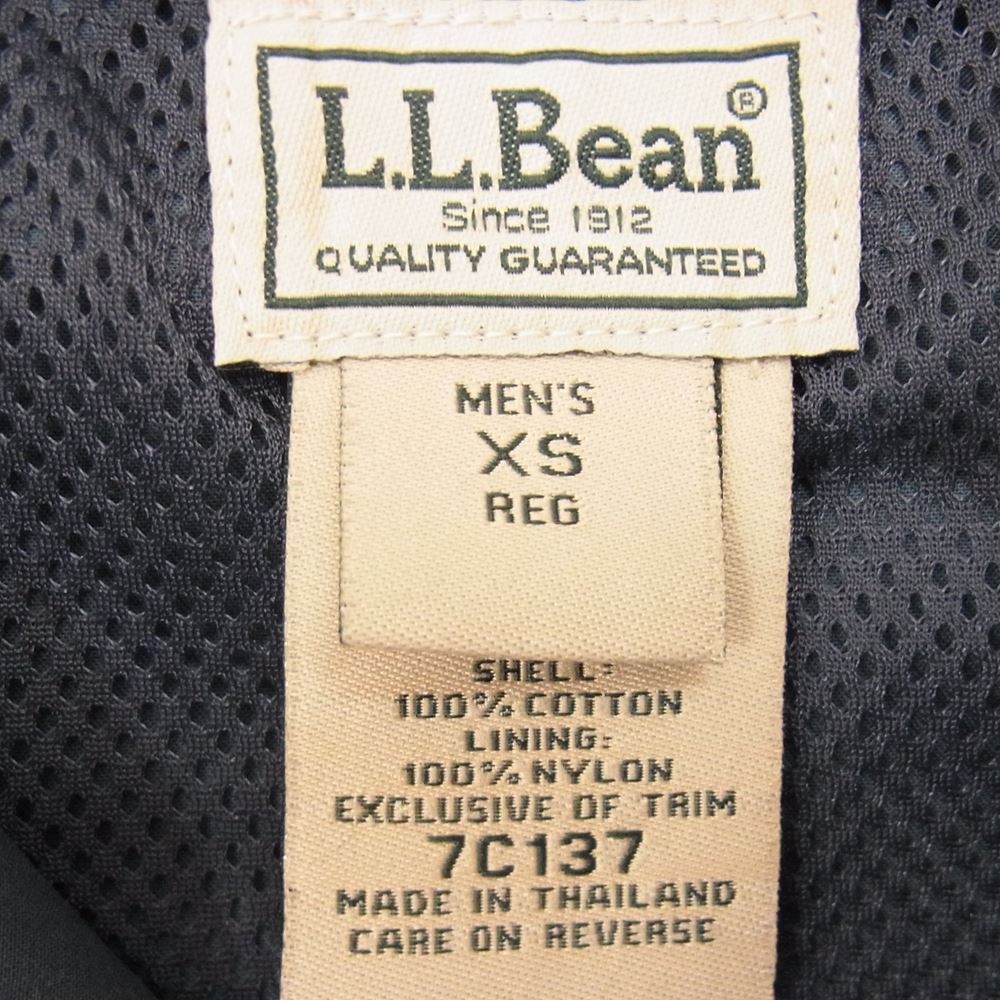 L.L.Bean®
Since 1912
QUALITY GUARANTEED
MEN'S
XS
REG
SHELL:
100% COTTON
LINING:
100% NYLON
EXCLUSIVE OF TRIM
7C137
MADE IN THAILAND
CARE ON REVERSE